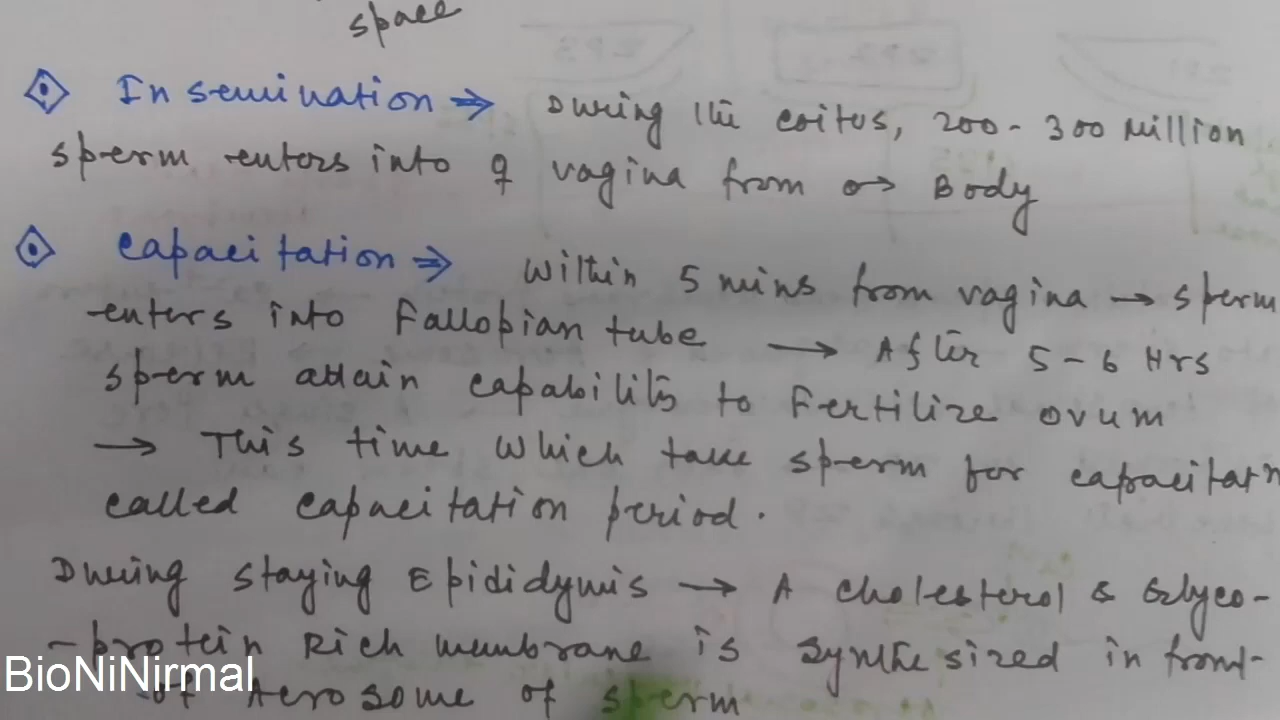 space
Insemination ⇒ During the coitus, 200-300 Million
sperm enters into ♀ vagina from ♂ Body
Capacitation ⇒ Within 5 mins from vagina → sperm
enters into Fallopian tube → After 5-6 Hrs
sperm attain capability to Fertilize ovum
→ This time which take sperm for capacitatn
called capacitation period.
During staying Epididymis → A cholesterol & Glyco-
-protein Rich membrane is synthesized in front-
of Acrosome of sperm
BioNiNirmal